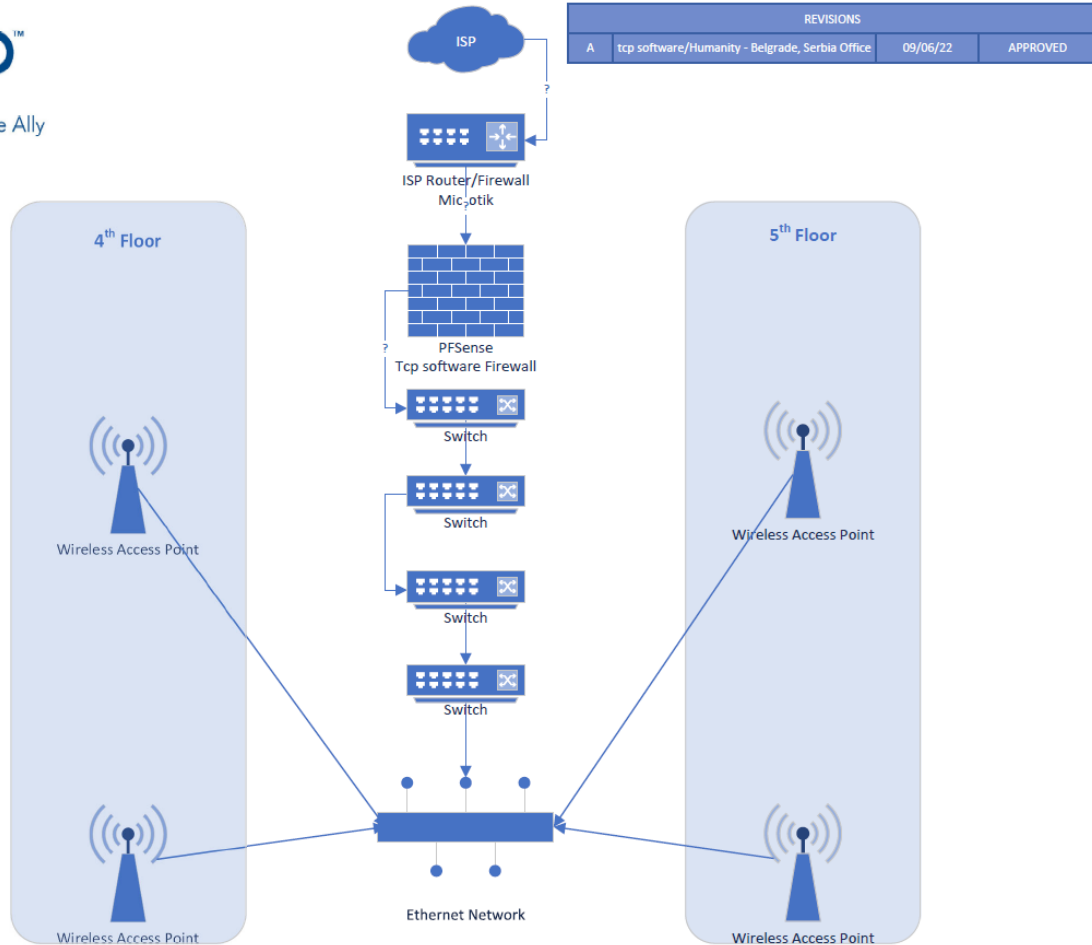 ™
e Ally
ISP
REVISIONS
A tcp software/Humanity - Belgrade, Serbia Office 09/06/22 APPROVED
?
ISP Router/Firewall
Microtik
?
4th Floor
5th Floor
PFSense
Tcp software Firewall
?
Switch
Switch
Switch
Switch
Wireless Access Point
Wireless Access Point
Wireless Access Point
Wireless Access Point
Ethernet Network